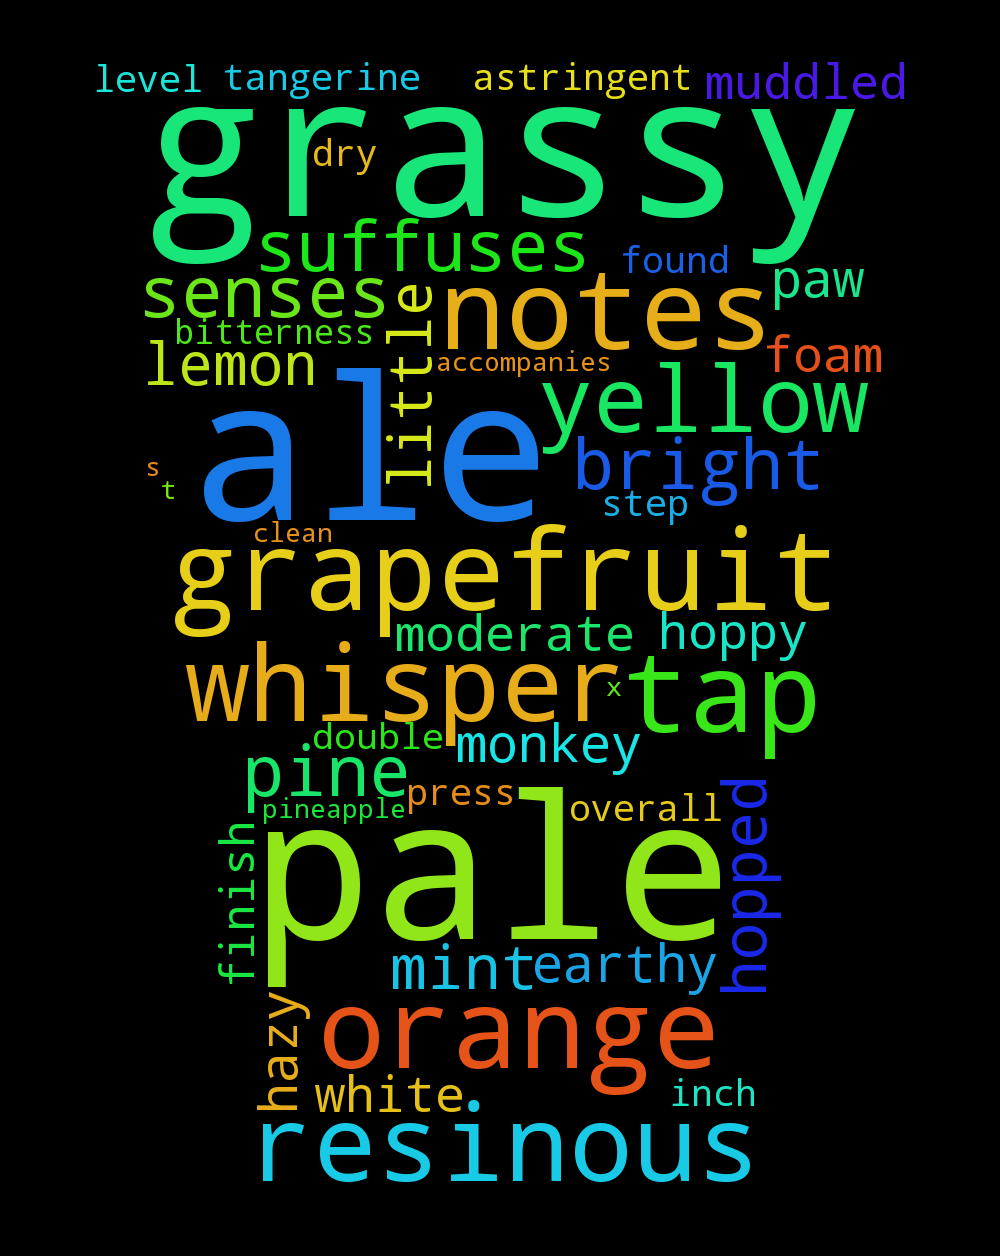 level tangerine astringent muddled
grassy
dry
suffuses found
senses notes paw
little
bitterness
lemon accompanies foam
ale yellow
bright
s
t step
clean
grapefruit
moderate hoppy
whisper x tap
double monkey
pine press
pineapple overall
pale
finish hopped
mint earthy
hazy orange
white inch
resinous